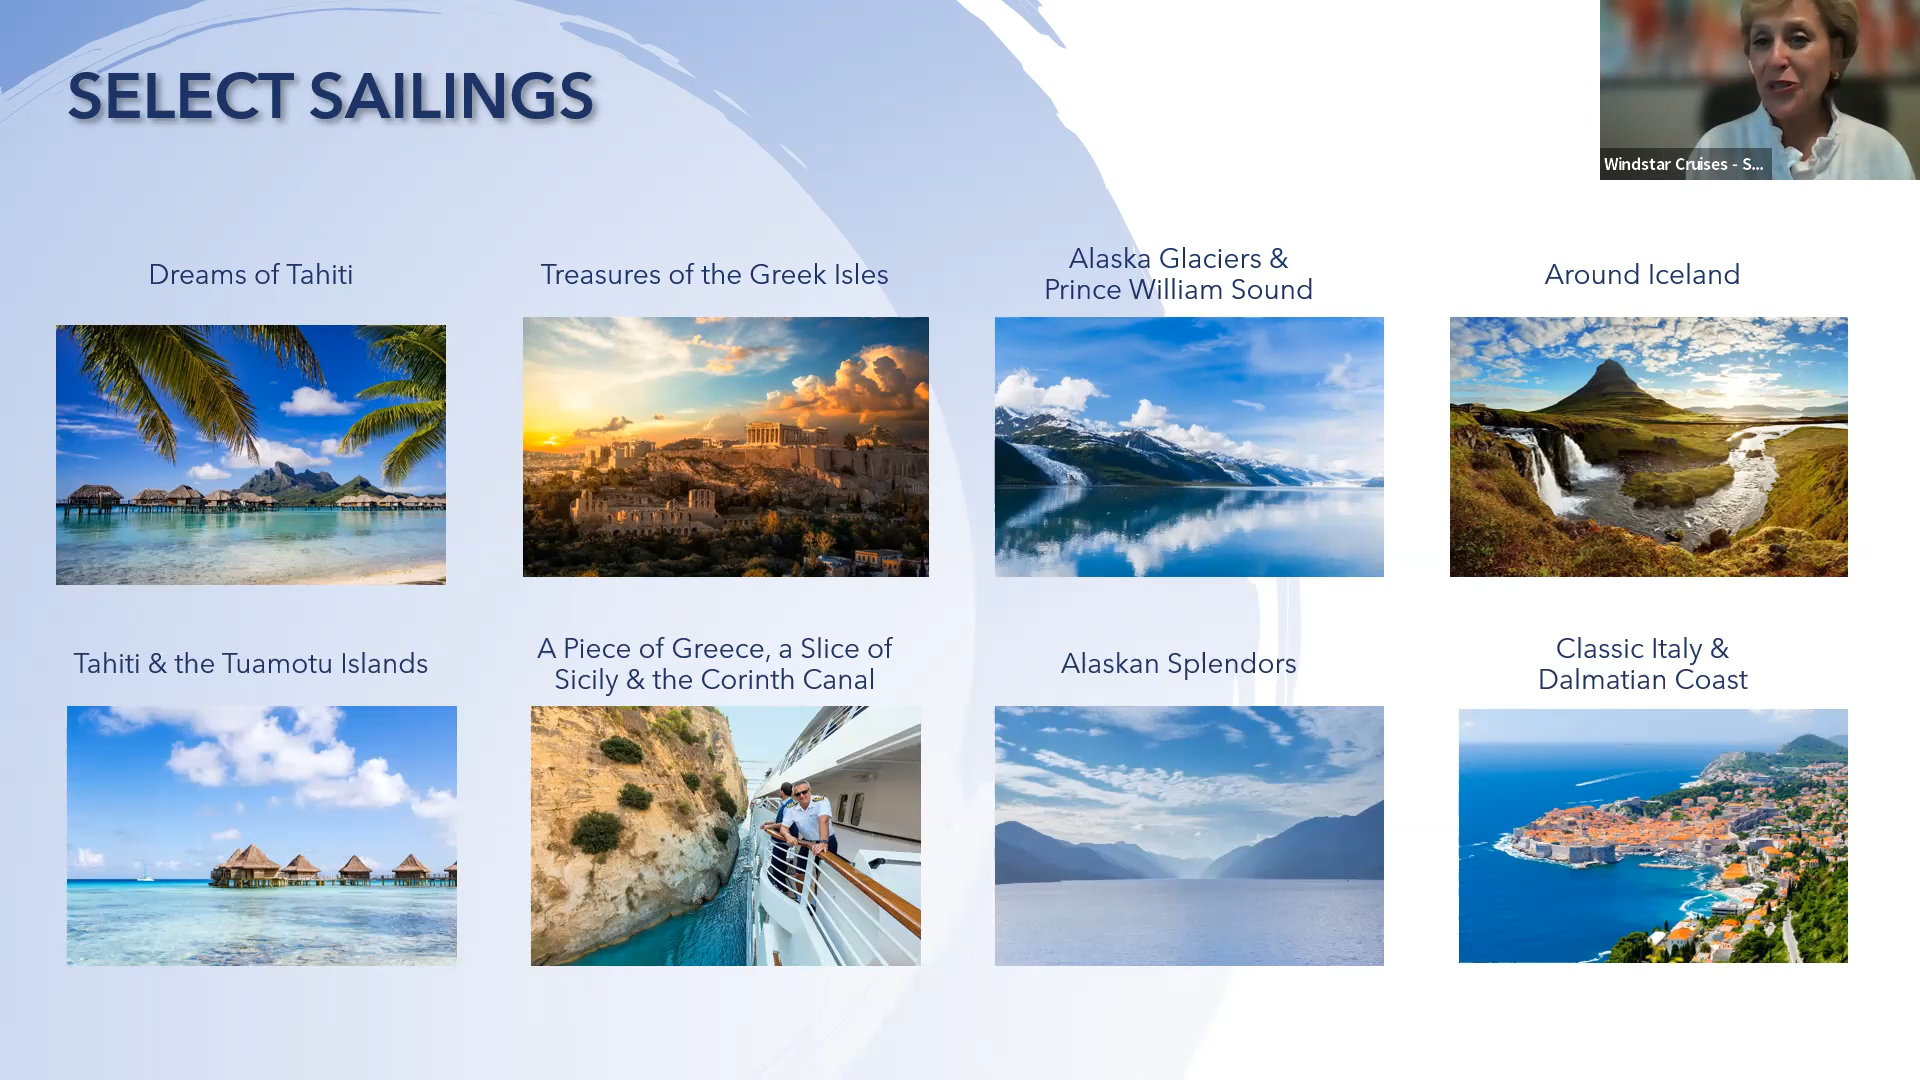 SELECT SAILINGS
Windstar Cruises - S...
Dreams of Tahiti
Treasures of the Greek Isles
Alaska Glaciers &
Prince William Sound
Around Iceland
Tahiti & the Tuamotu Islands
A Piece of Greece, a Slice of
Sicily & the Corinth Canal
Alaskan Splendors
Classic Italy &
Dalmatian Coast